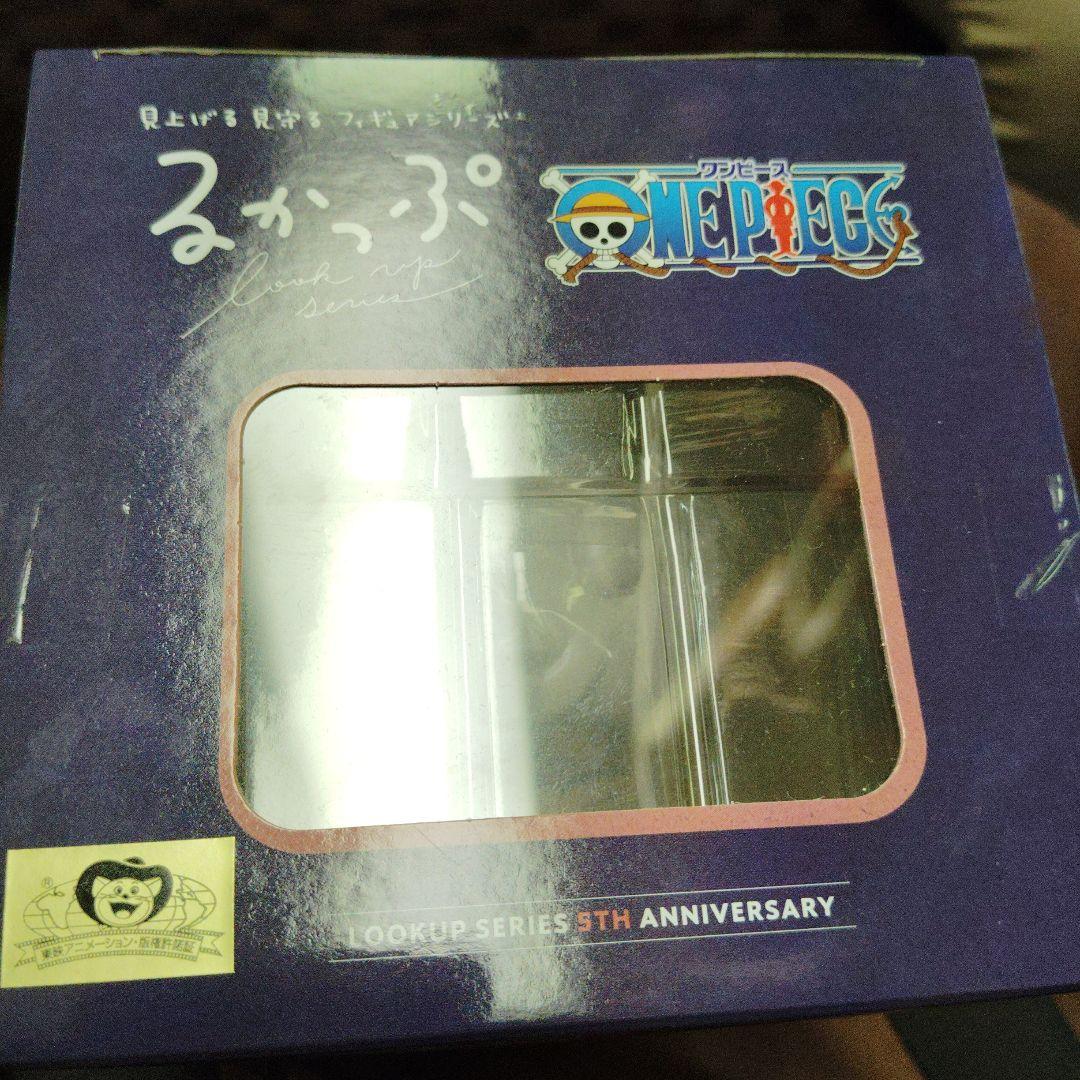 見上げる 見守る フィギュアシリーズ
るかっぷ
look up
series
ワンピース
ONE PIECE
®
東映アニメーション・版権許諾証
LOOKUP SERIES 5TH ANNIVERSARY